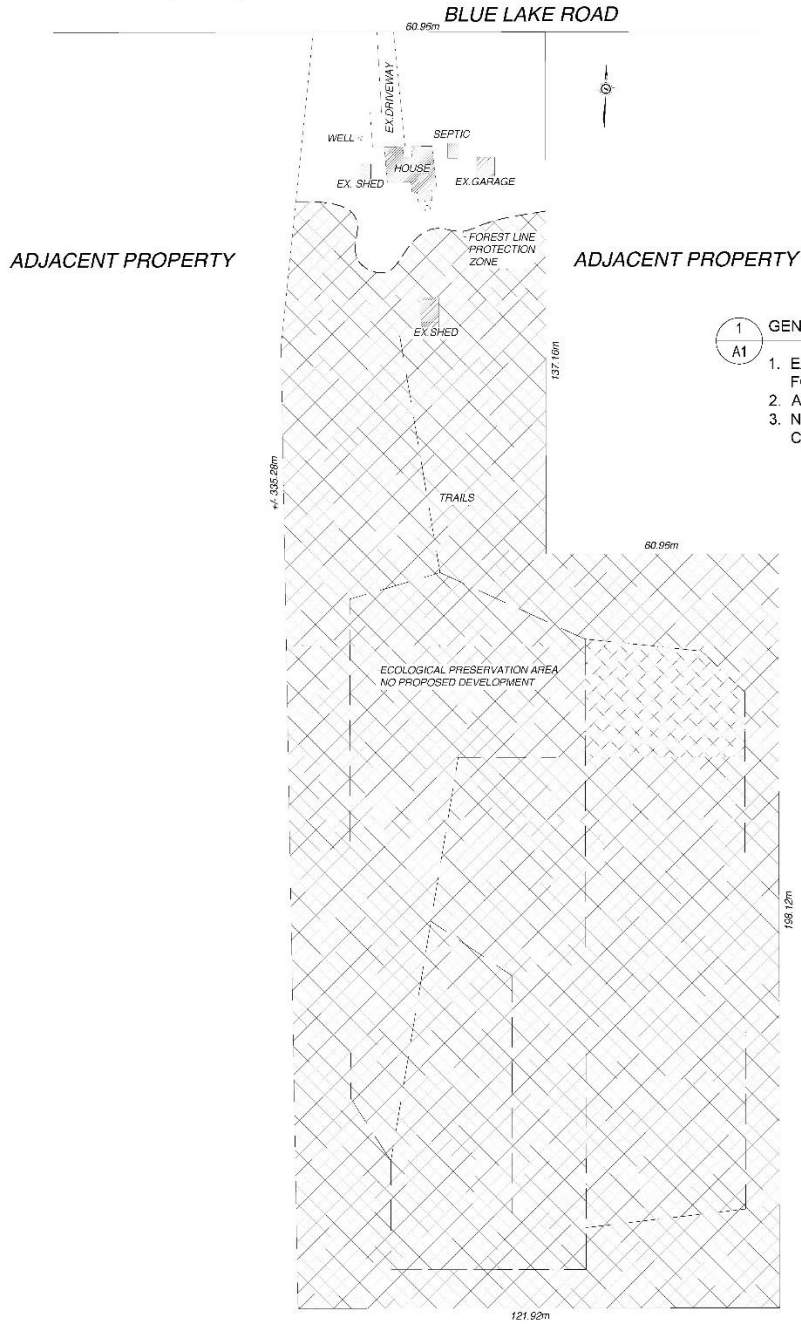 BLUE LAKE ROAD
60.96m
EX.DRIVEWAY
WELL
SEPTIC
HOUSE
EX. SHED
EX.GARAGE
FOREST LINE
PROTECTION
ZONE
ADJACENT PROPERTY
ADJACENT PROPERTY
EX.SHED
137.16m
1
A1
GEN
1. E
FO
2. A
3. N
C
+/- 335.28m
TRAILS
60.96m
ECOLOGICAL PRESERVATION AREA
NO PROPOSED DEVELOPMENT
198.12m
121.92m